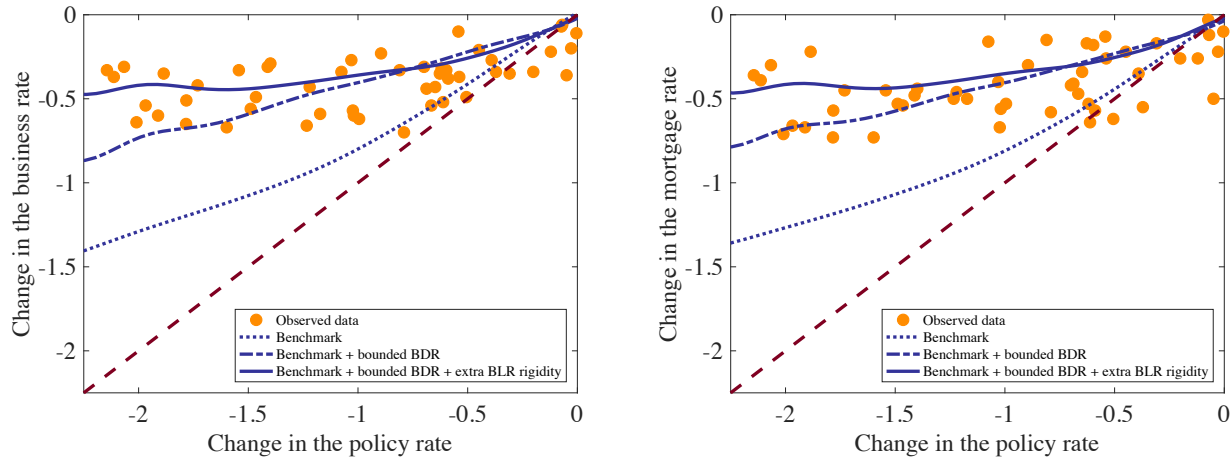 Change in the business rate
0
-0.5
-1
-1.5
-2
Observed data
Benchmark
Benchmark + bounded BDR
Benchmark + bounded BDR + extra BLR rigidity
-2
-1.5
-1
-0.5
0
Change in the policy rate
Change in the mortgage rate
0
-0.5
-1
-1.5
-2
Observed data
Benchmark
Benchmark + bounded BDR
Benchmark + bounded BDR + extra BLR rigidity
-2
-1.5
-1
-0.5
0
Change in the policy rate